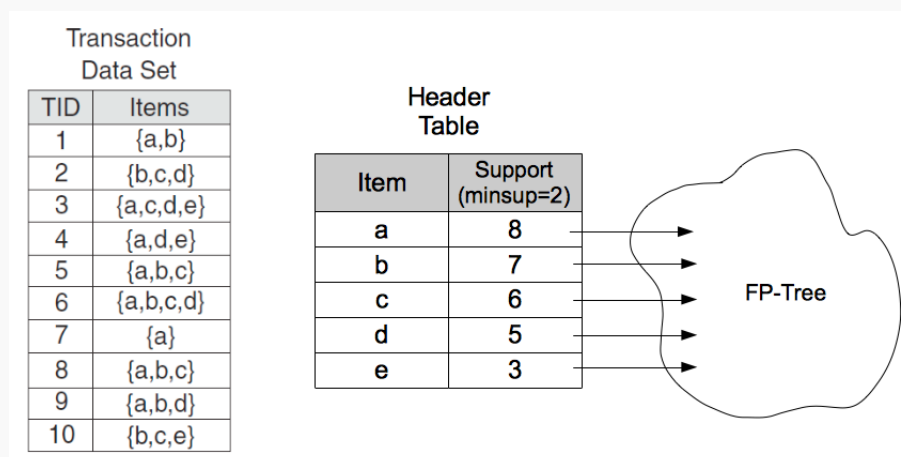 Transaction
Data Set
TID Items
1 {a,b}
2 {b,c,d}
3 {a,c,d,e}
4 {a,d,e}
5 {a,b,c}
6 {a,b,c,d}
7 {a}
8 {a,b,c}
9 {a,b,d}
10 {b,c,e}
Header
Table
Item Support
(minsup=2)
a 8
b 7
c 6
d 5
e 3
FP-Tree